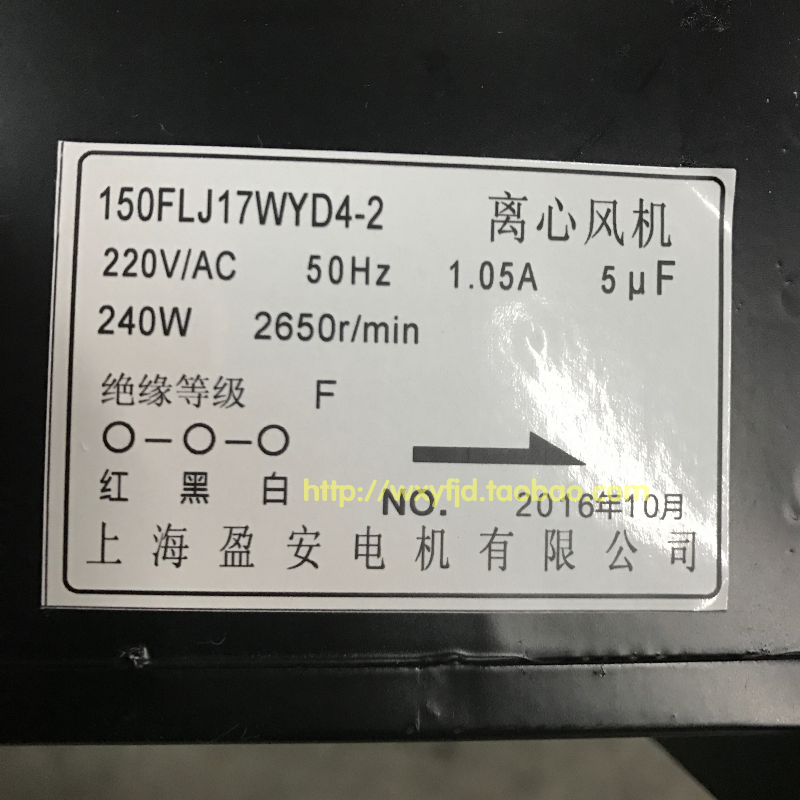 150FLJ17WYD4-2 离心风机
220V/AC 50Hz 1.05A 5μF
240W 2650r/min
绝缘等级 F
红 黑 白 http://wxyfjd.taobao.com
NO. 2016年10月
上海盈安电机有限公司